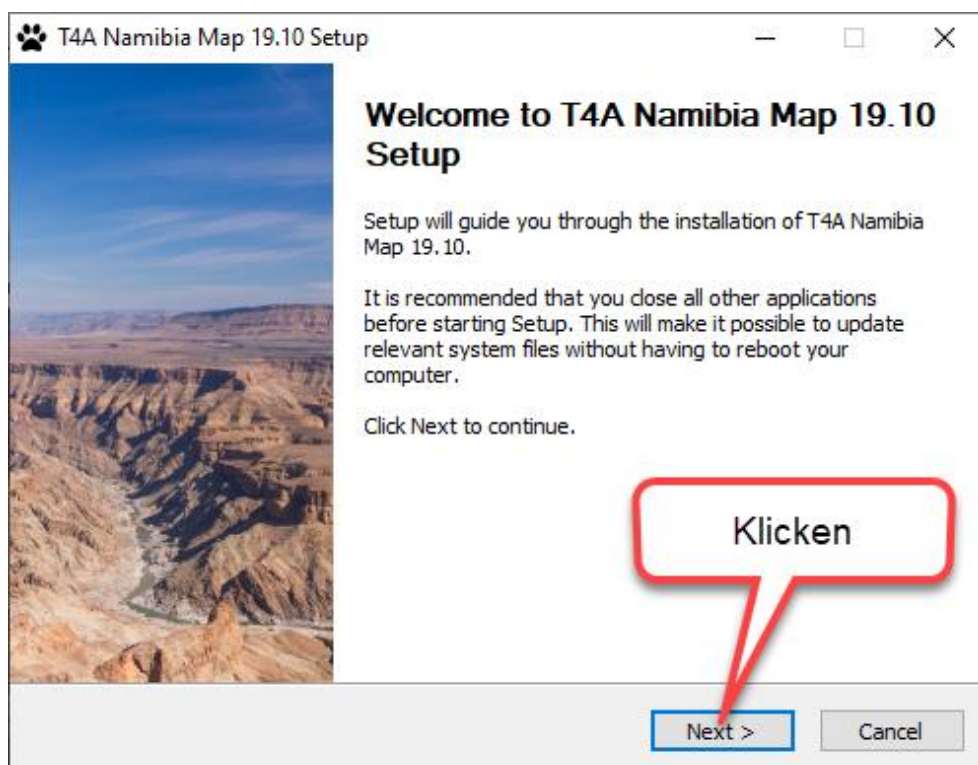 T4A Namibia Map 19.10 Setup
Welcome to T4A Namibia Map 19.10
Setup
Setup will guide you through the installation of T4A Namibia
Map 19.10.
It is recommended that you close all other applications
before starting Setup. This will make it possible to update
relevant system files without having to reboot your
computer.
Click Next to continue.
Klicken
Next >
Cancel